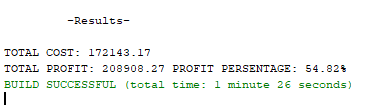 -Results-
TOTAL COST: 172143.17
TOTAL PROFIT: 208908.27 PROFIT PERSENTAGE: 54.82%
BUILD SUCCESSFUL (total time: 1 minute 26 seconds)